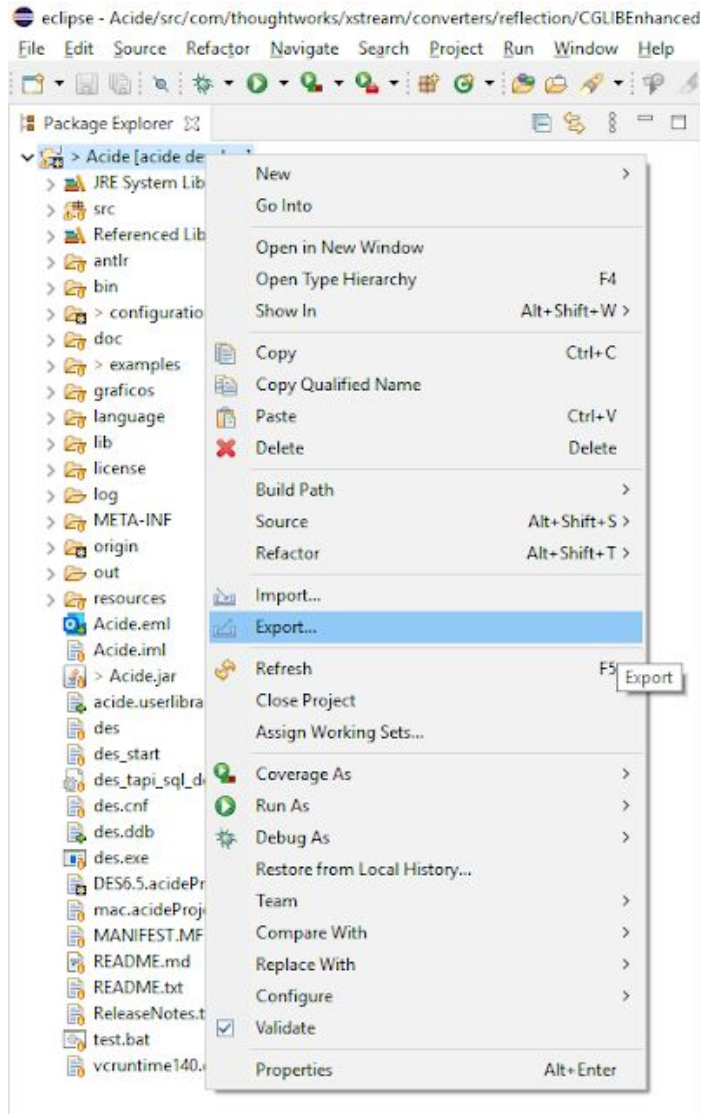 eclipse - Acide/src/com/thoughtworks/xstream/converters/reflection/CGLIBEnhanced
File Edit Source Refactor Navigate Search Project Run Window Help
Package Explorer
> Acide [acide de
JRE System Lib
src
Referenced Lib
antlr
bin
> configuratio
doc
> examples
graficos
language
lib
license
log
META-INF
origin
out
resources
Acide.eml
Acide.iml
> Acide.jar
acide.userlibra
des
des_start
des_tapi_sql_d
des.cnf
des.ddb
des.exe
DES6.5.acidePr
mac.acideProj
MANIFEST.MF
README.md
README.txt
ReleaseNotes.t
test.bat
vcruntime140.
New >
Go Into
Open in New Window
Open Type Hierarchy F4
Show In Alt+Shift+W >
Copy Ctrl+C
Copy Qualified Name
Paste Ctrl+V
Delete Delete
Build Path >
Source Alt+Shift+S >
Refactor Alt+Shift+T >
Import...
Export...
Refresh F5
Export
Close Project
Assign Working Sets...
Coverage As >
Run As >
Debug As >
Restore from Local History...
Team >
Compare With >
Replace With >
Configure >
Validate
Properties Alt+Enter